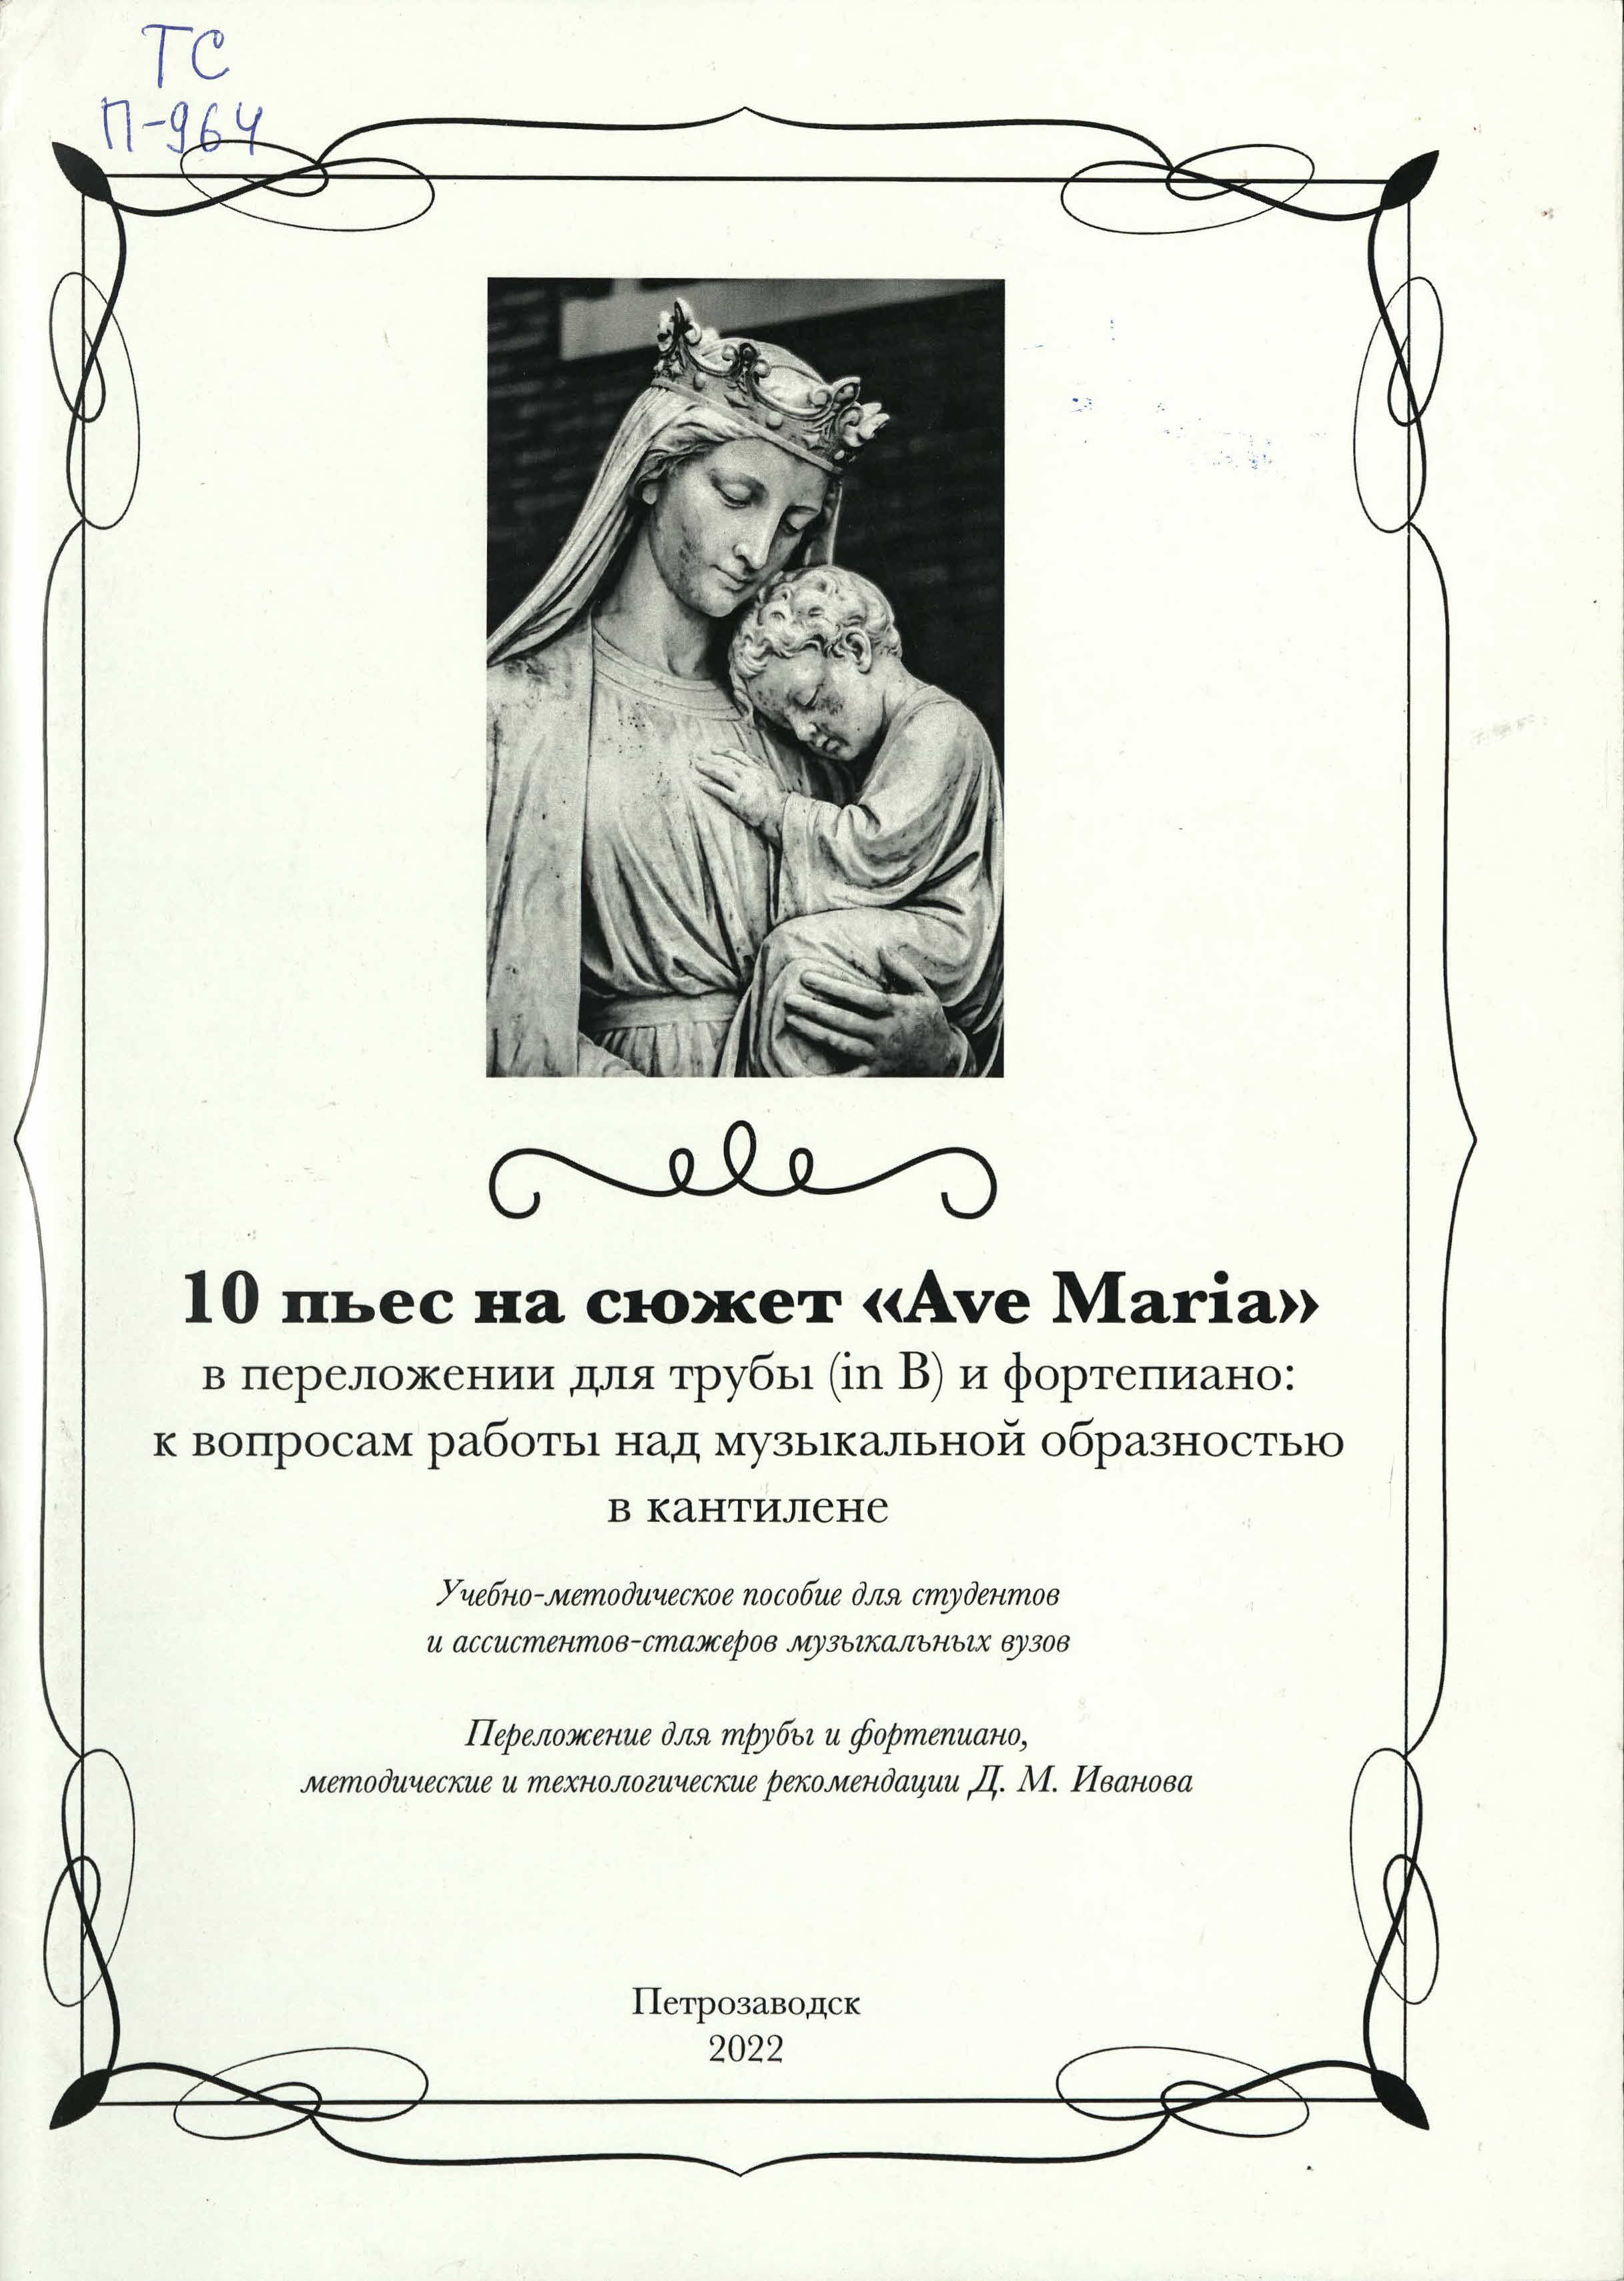 ТС
П-964
10 пьес на сюжет «Ave Maria»
в переложении для трубы (in B) и фортепиано:
к вопросам работы над музыкальной образностью
в кантилене
Учебно-методическое пособие для студентов
и ассистентов-стажеров музыкальных вузов
Переложение для трубы и фортепиано,
методические и технологические рекомендации Д. М. Иванова
Петрозаводск
2022